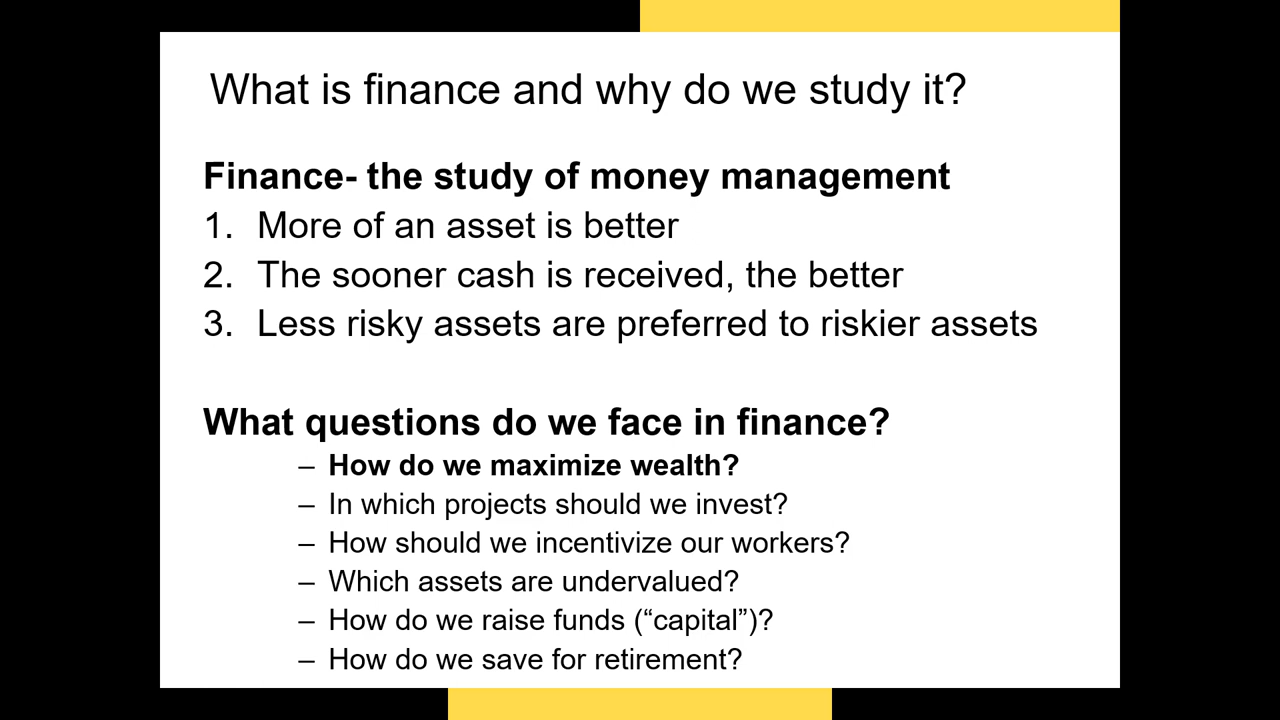 What is finance and why do we study it?
Finance- the study of money management
1. More of an asset is better
2. The sooner cash is received, the better
3. Less risky assets are preferred to riskier assets
What questions do we face in finance?
– How do we maximize wealth?
– In which projects should we invest?
– How should we incentivize our workers?
– Which assets are undervalued?
– How do we raise funds (“capital”)?
– How do we save for retirement?